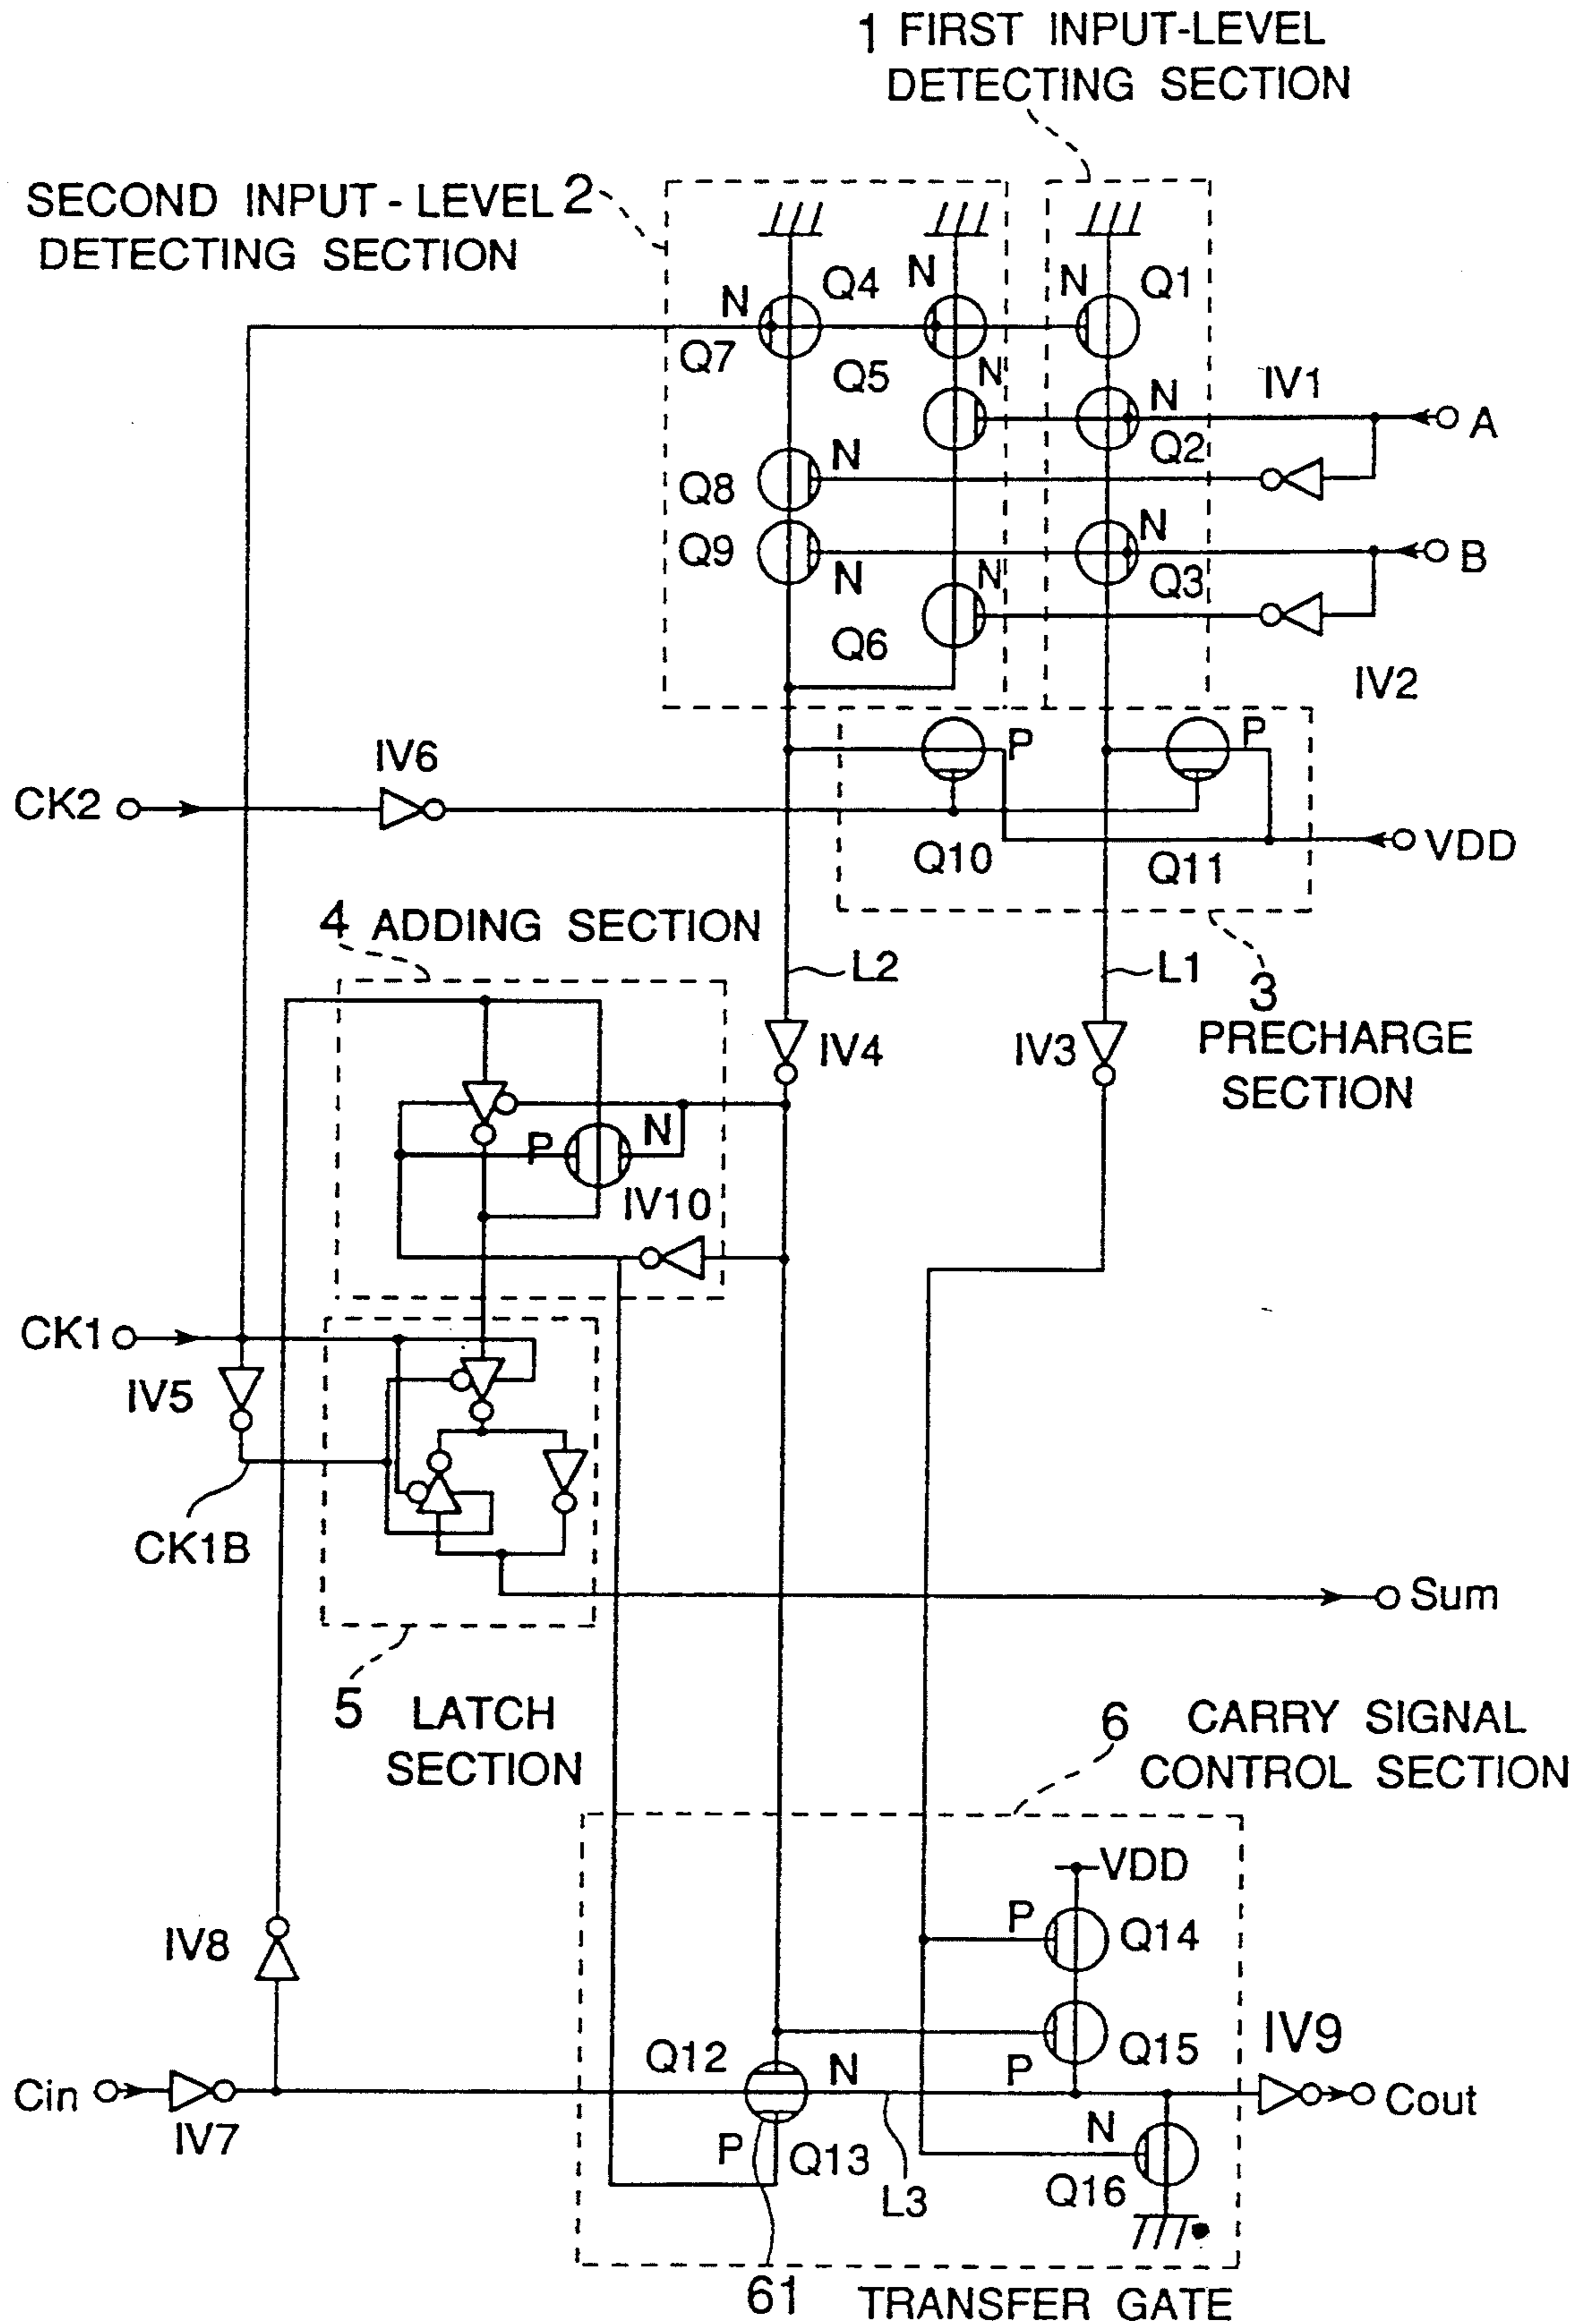 1 FIRST INPUT-LEVEL
DETECTING SECTION
SECOND INPUT-LEVEL 2
DETECTING SECTION
N
Q4
N
N
Q1
Q7
Q5
N
N
IV1
A
Q2
Q8
N
Q9
N
N
N
Q3
B
Q6
IV2
P
P
IV6
CK2
Q10
Q11
VDD
4 ADDING SECTION
L2
L1
3
PRECHARGE
SECTION
IV4
IV3
P
N
IV10
CK1
IV5
CK1B
Sum
5 LATCH
SECTION
6 CARRY SIGNAL
CONTROL SECTION
VDD
P
Q14
IV8
Q12
N
P
Q15
IV9
Cin
IV7
Cout
P
Q13
L3
N
Q16
61 TRANSFER GATE